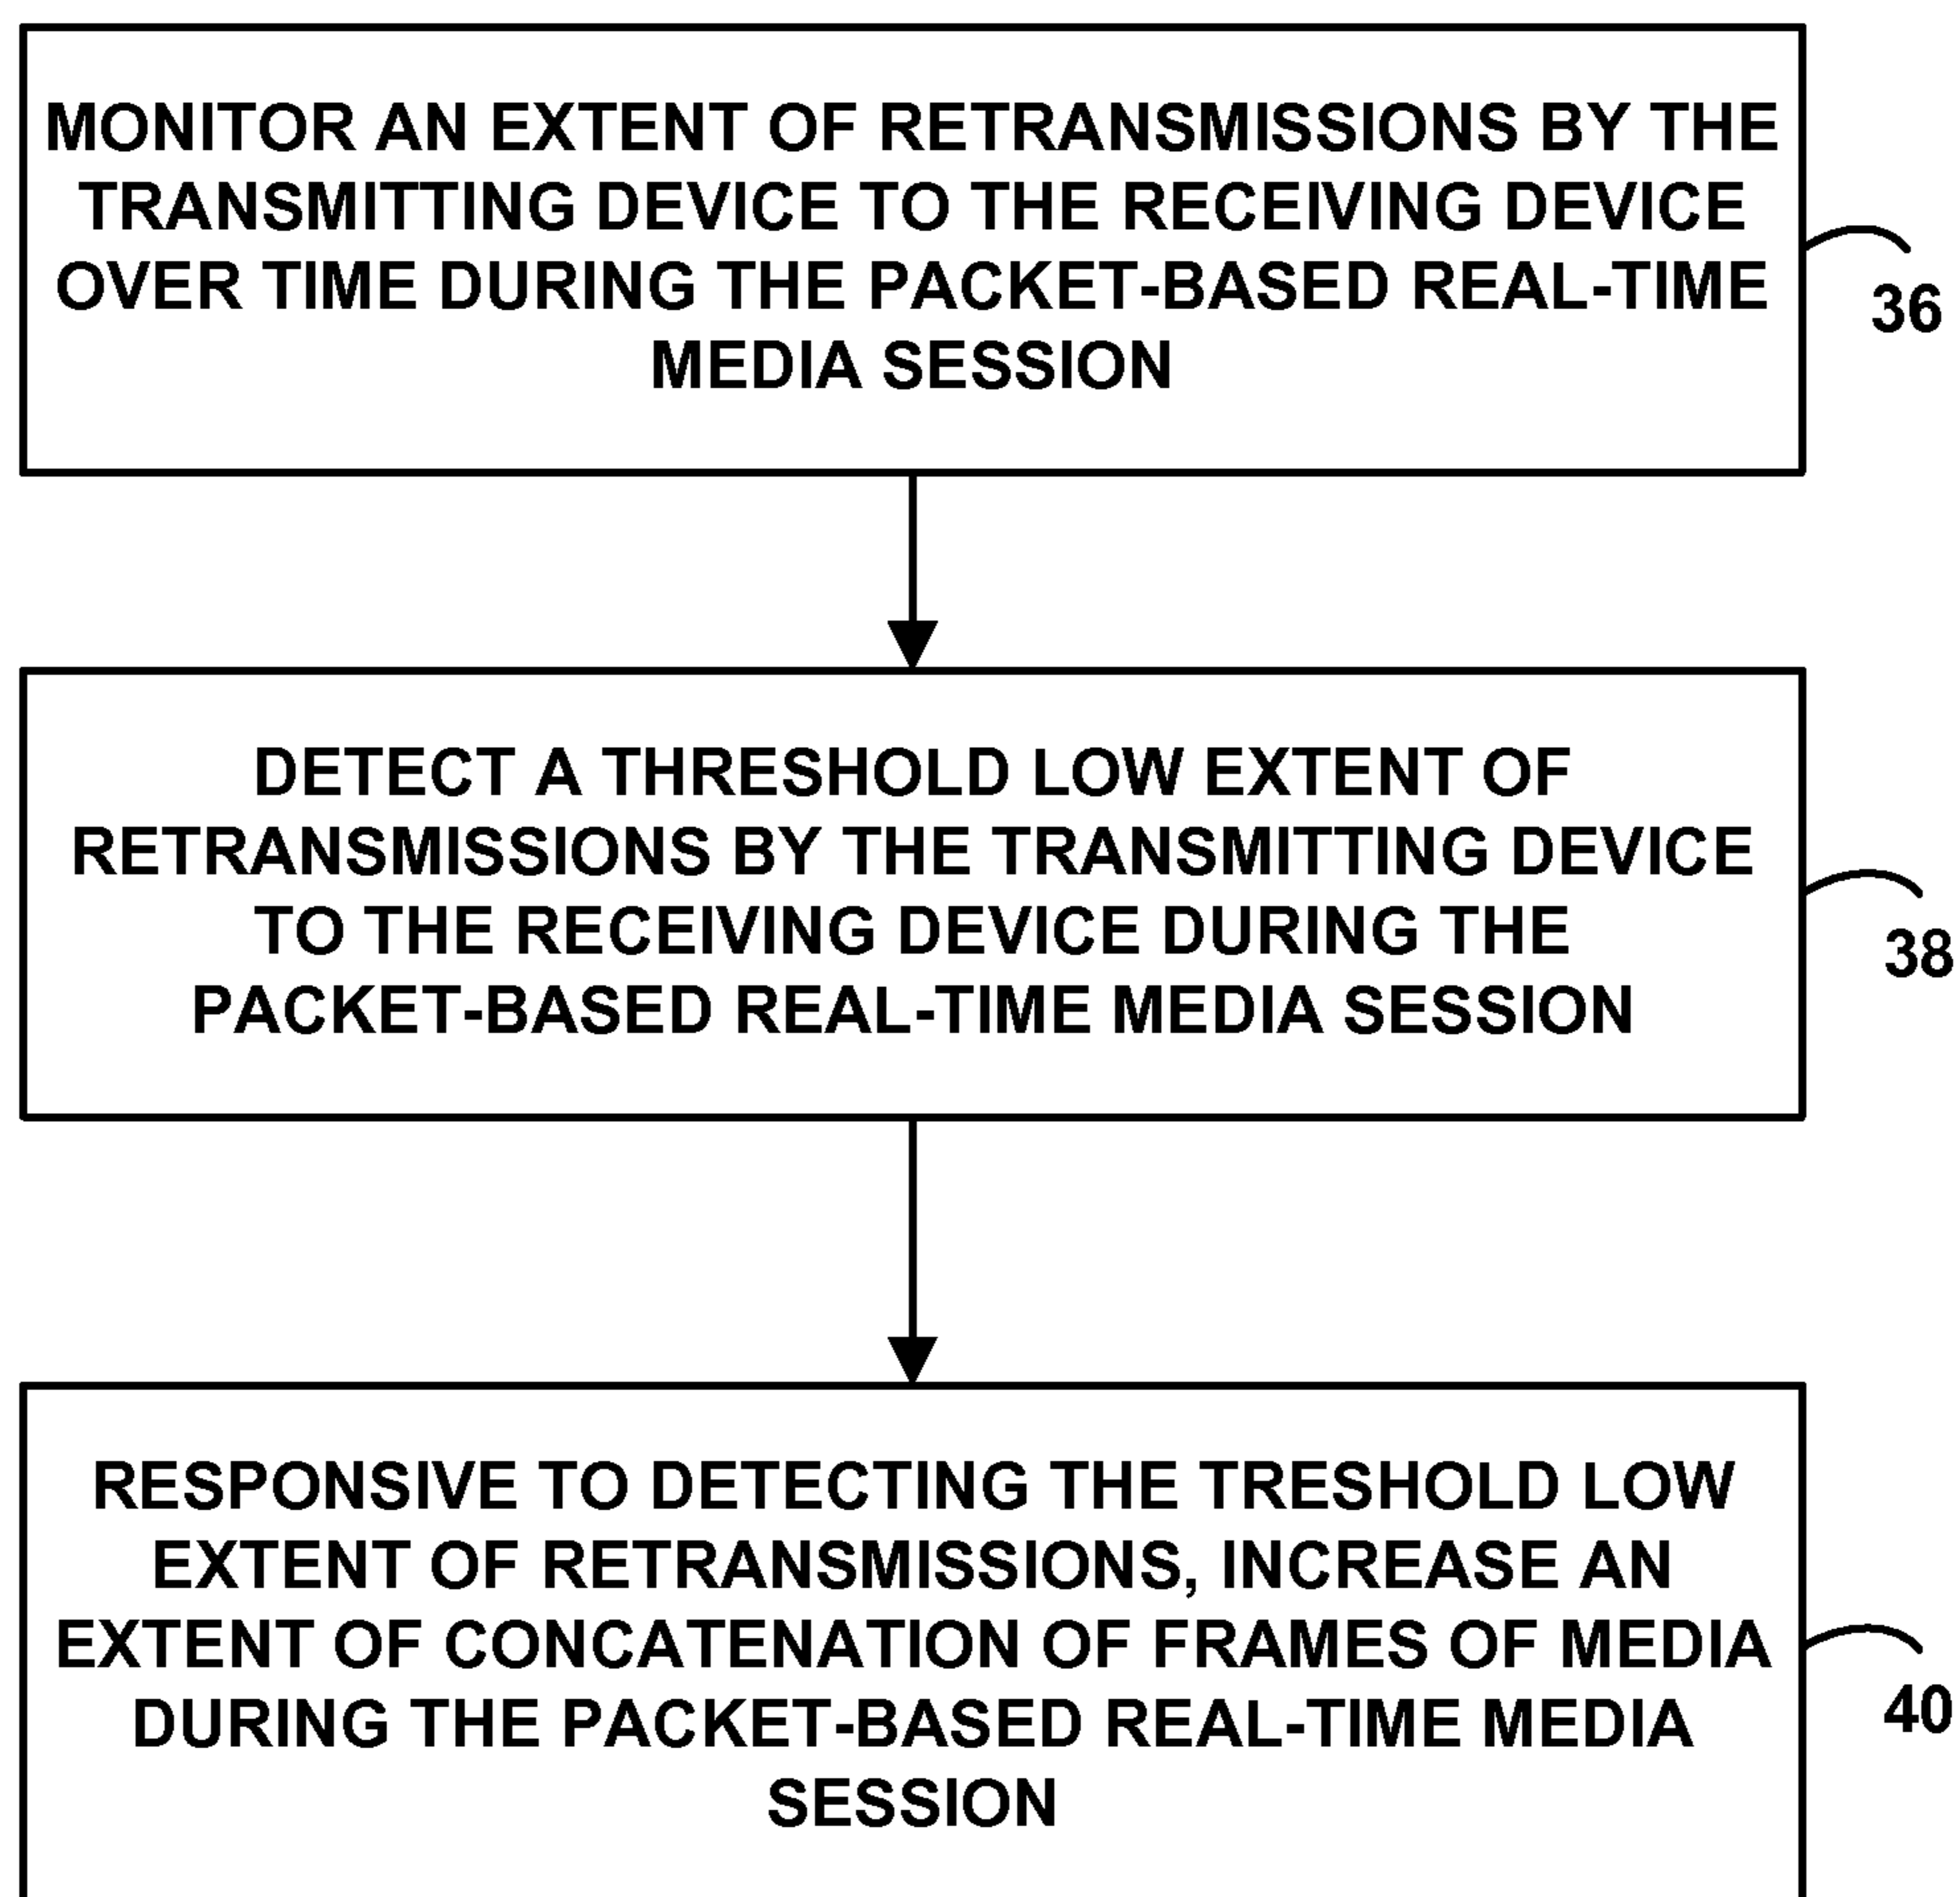 MONITOR AN EXTENT OF RETRANSMISSIONS BY THE
TRANSMITTING DEVICE TO THE RECEIVING DEVICE
OVER TIME DURING THE PACKET-BASED REAL-TIME
MEDIA SESSION
36
DETECT A THRESHOLD LOW EXTENT OF
RETRANSMISSIONS BY THE TRANSMITTING DEVICE
TO THE RECEIVING DEVICE DURING THE
PACKET-BASED REAL-TIME MEDIA SESSION
38
RESPONSIVE TO DETECTING THE TRESHOLD LOW
EXTENT OF RETRANSMISSIONS, INCREASE AN
EXTENT OF CONCATENATION OF FRAMES OF MEDIA
DURING THE PACKET-BASED REAL-TIME MEDIA
SESSION
40